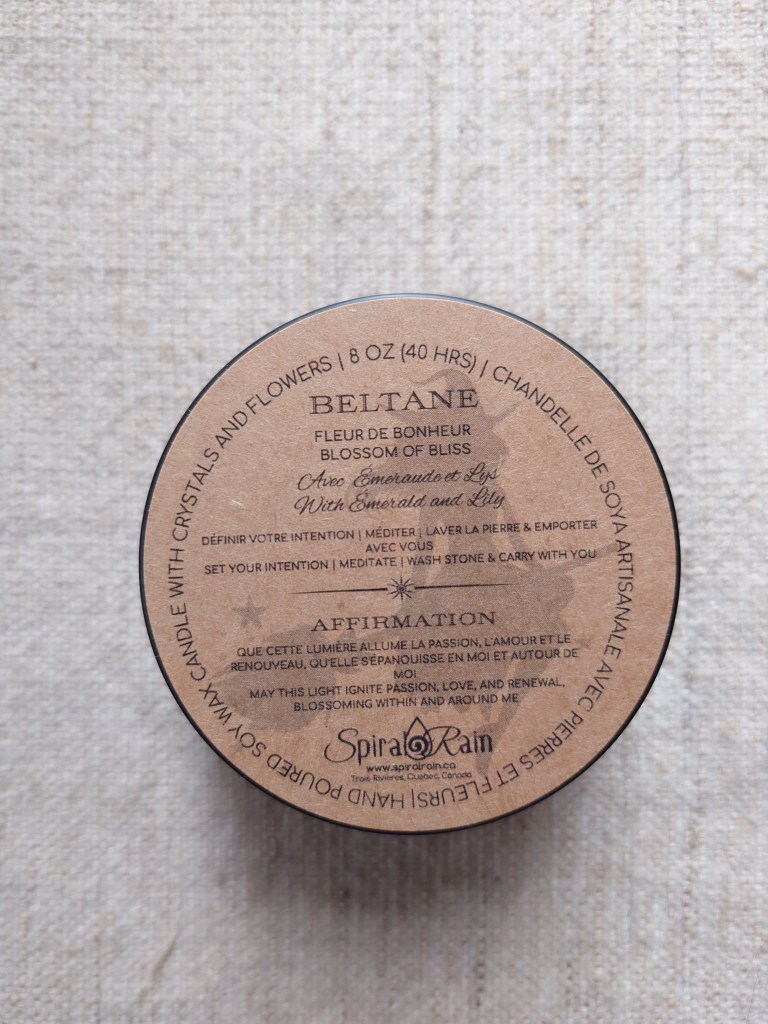 HAND POURED SOY WAX CANDLE WITH CRYSTALS AND FLOWERS | 8 OZ (40 HRS) | CHANDELLE DE SOYA ARTISANALE AVEC PIERRES ET FLEURS|
BELTANE
FLEUR DE BONHEUR
BLOSSOM OF BLISS
Avec Émeraude et Lys
With Émerald and Lily
DÉFINIR VOTRE INTENTION | MÉDITER | LAVER LA PIERRE & EMPORTER
AVEC VOUS
SET YOUR INTENTION | MEDITATE | WASH STONE & CARRY WITH YOU
AFFIRMATION
QUE CETTE LUMIÈRE ALLUME LA PASSION, L'AMOUR ET LE
RENOUVEAU, QU'ELLE S'ÉPANOUISSE EN MOI ET AUTOUR DE
MOI
MAY THIS LIGHT IGNITE PASSION, LOVE, AND RENEWAL,
BLOSSOMING WITHIN AND AROUND ME
Spiral Rain
www.spiralrain.ca
Trois-Rivières, Québec, Canada